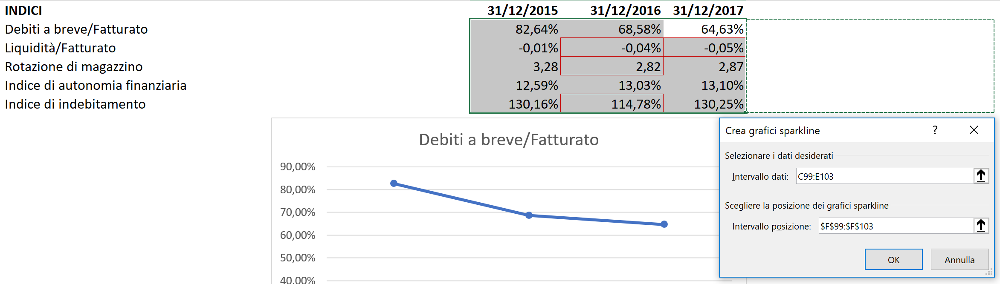 INDICI 31/12/2015 31/12/2016 31/12/2017
Debiti a breve/Fatturato 82,64% 68,58% 64,63%
Liquidità/Fatturato -0,01% -0,04% -0,05%
Rotazione di magazzino 3,28 2,82 2,87
Indice di autonomia finanziaria 12,59% 13,03% 13,10%
Indice di indebitamento 130,16% 114,78% 130,25%
Debiti a breve/Fatturato
90,00%
80,00%
70,00%
60,00%
50,00%
40,00%
Crea grafici sparkline ?
Selezionare i dati desiderati
Intervallo dati: C99:E103
Scegliere la posizione dei grafici sparkline
Intervallo posizione: $F$99:$F$103
OK Annulla